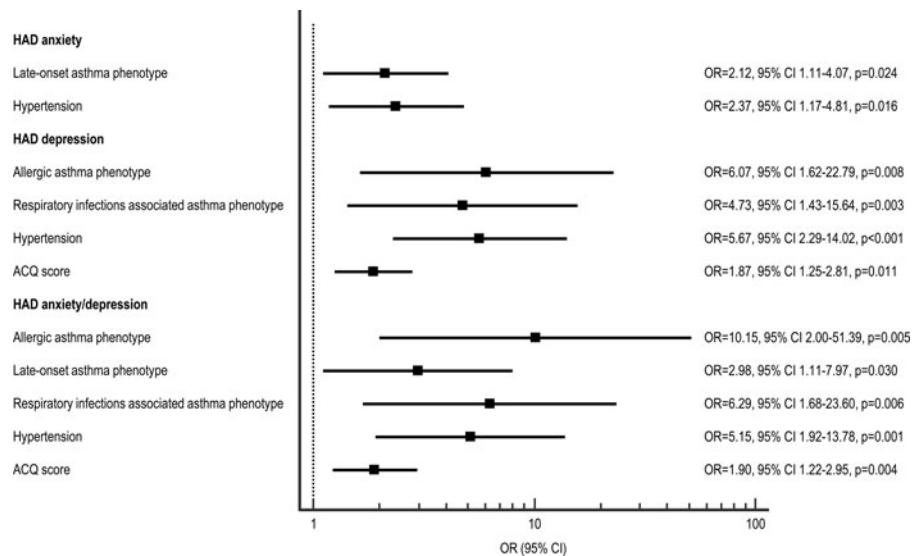 HAD anxiety
Late-onset asthma phenotype OR=2.12, 95% CI 1.11-4.07, p=0.024
Hypertension OR=2.37, 95% CI 1.17-4.81, p=0.016
HAD depression
Allergic asthma phenotype OR=6.07, 95% CI 1.62-22.79, p=0.008
Respiratory infections associated asthma phenotype OR=4.73, 95% CI 1.43-15.64, p=0.003
Hypertension OR=5.67, 95% CI 2.29-14.02, p<0.001
ACQ score OR=1.87, 95% CI 1.25-2.81, p=0.011
HAD anxiety/depression
Allergic asthma phenotype OR=10.15, 95% CI 2.00-51.39, p=0.005
Late-onset asthma phenotype OR=2.98, 95% CI 1.11-7.97, p=0.030
Respiratory infections associated asthma phenotype OR=6.29, 95% CI 1.68-23.60, p=0.006
Hypertension OR=5.15, 95% CI 1.92-13.78, p=0.001
ACQ score OR=1.90, 95% CI 1.22-2.95, p=0.004
1 10 100
OR (95% CI)